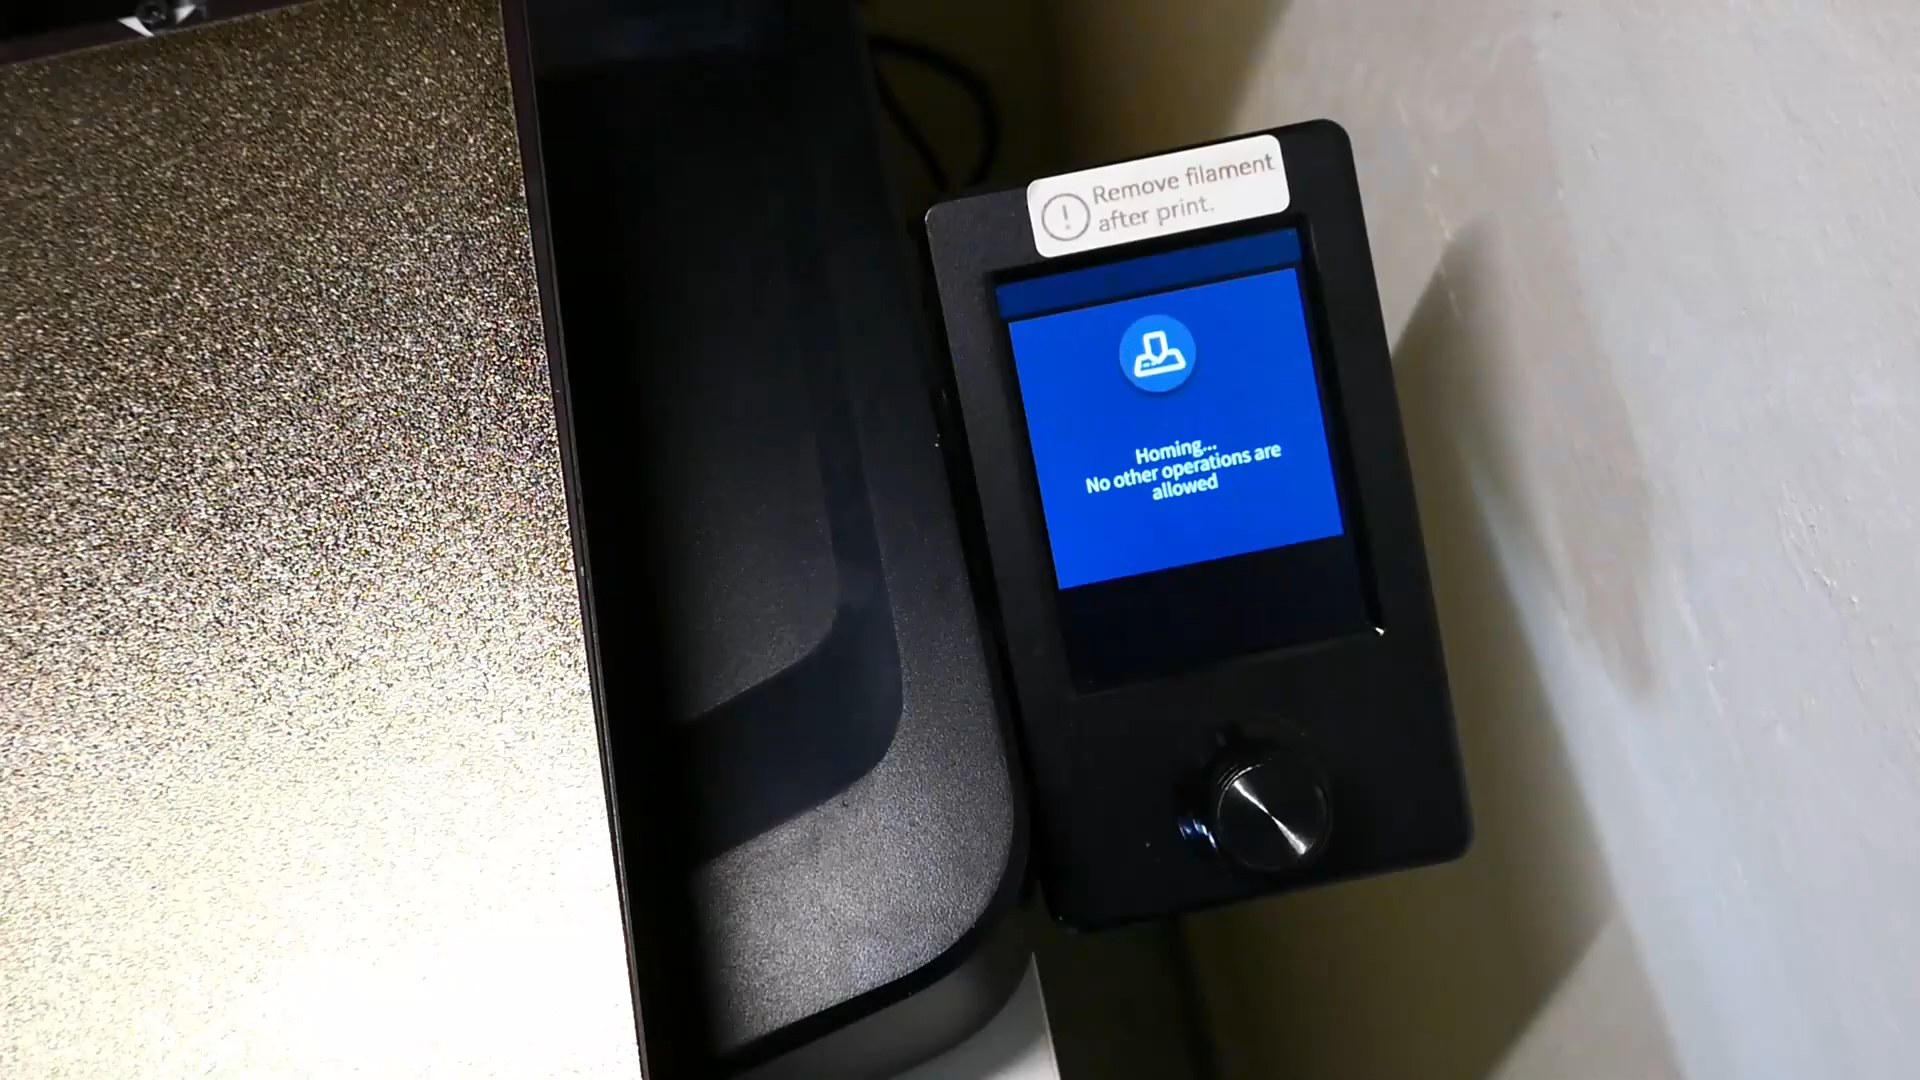 Remove filament
after print.
Homing...
No other operations are
allowed